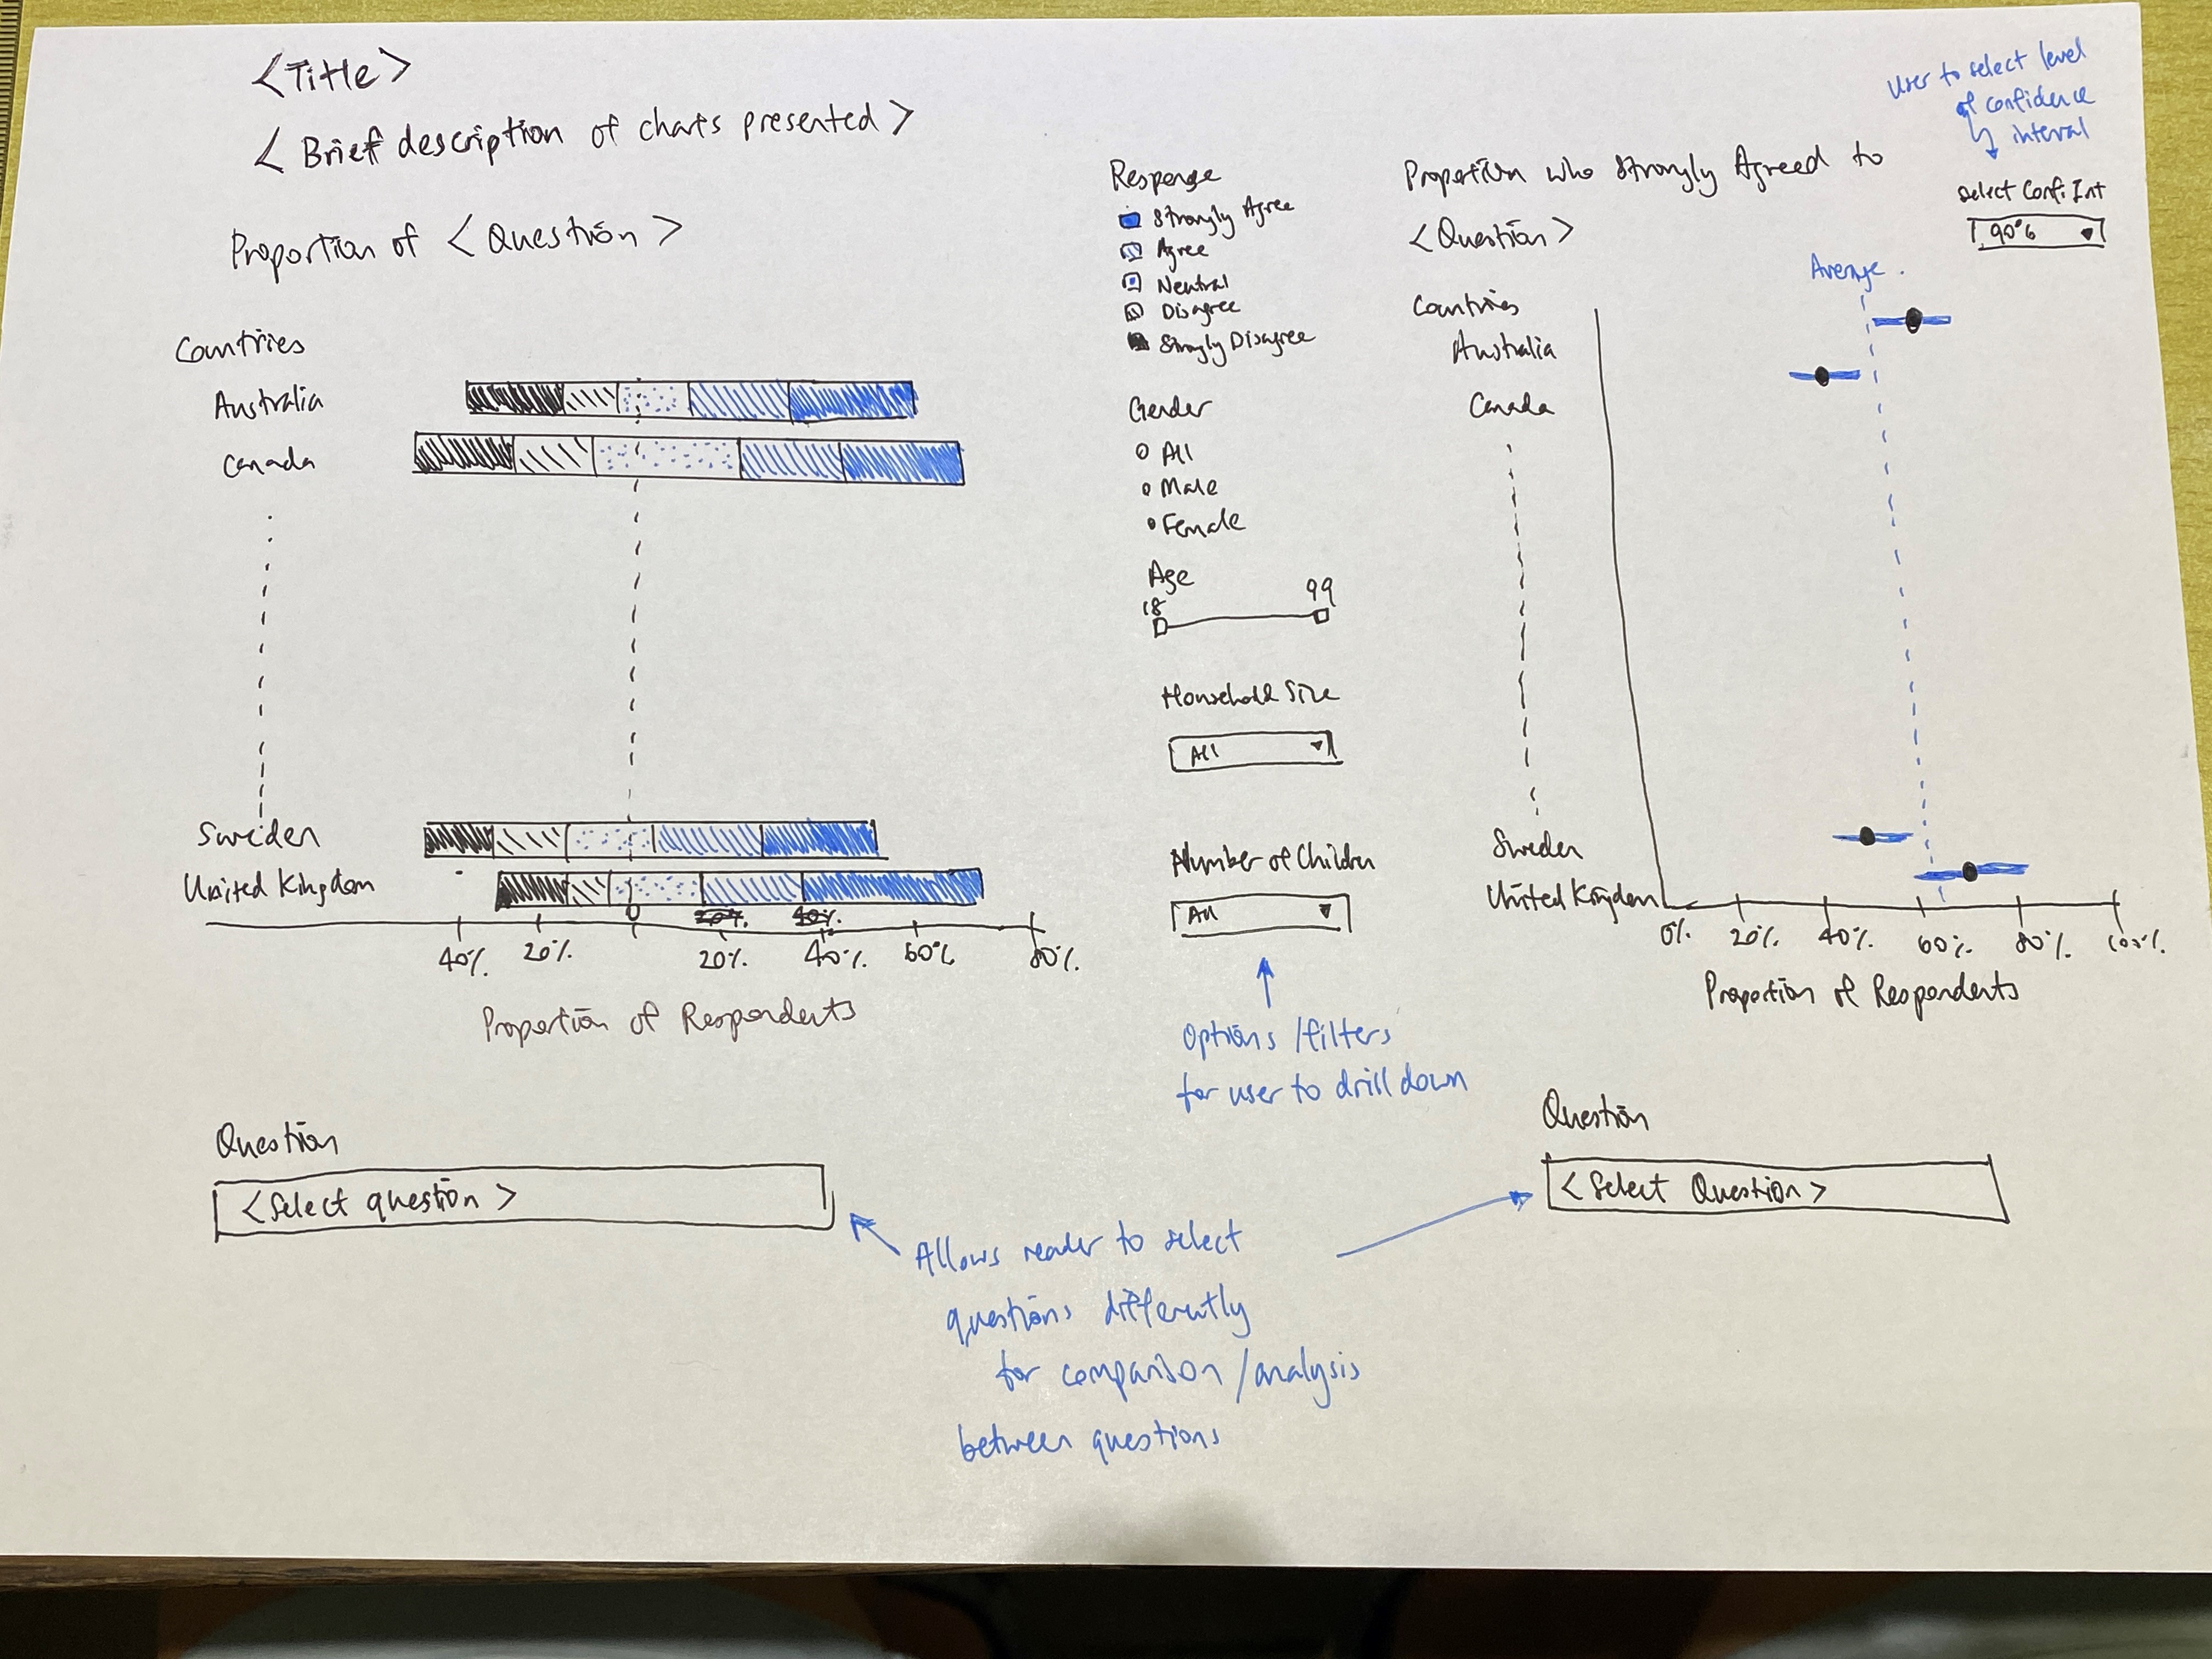 <Title>
< Brief description of charts presented >
Proportion of < Question >
Countries
Australia
Canada
Sweden
United Kingdom
0
20%.
40%.
40%.
20%.
20%.
40%.
60%
80%.
Proportion of Respondents
Question
<Select question >
Response
Strongly Agree
Agree
Neutral
Disagree
Strongly Disagree
Gender
All
Male
Female
Age
18
99
Household Size
All
Number of Children
All
Options /filters
for user to drill down
Allows reader to select
questions differently
for comparison /analysis
between questions
User to select level
of confidence
interval
Proportion who Strongly Agreed to
<Question>
Select Conf. Int
90%
Average
Countries
Australia
Canada
Sweden
United Kingdom
0%.
20%.
40%.
60%.
80%.
100%.
Proportion of Respondents
Question
<Select Question>